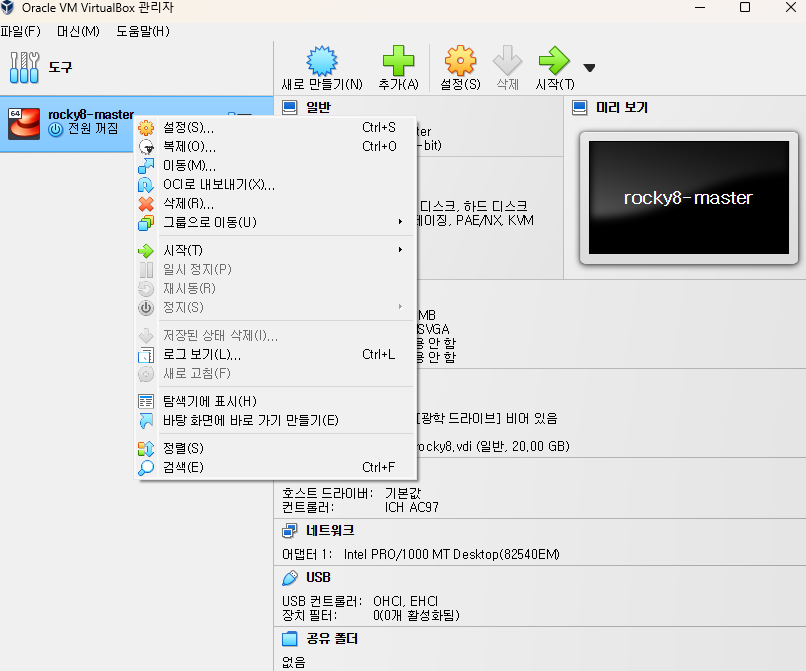 Oracle VM VirtualBox 관리자
파일(F) 머신(M) 도움말(H)
도구
새로 만들기(N) 추가(A) 설정(S) 삭제 시작(T)
64
rocky8-master
전원 꺼짐
설정(S)... Ctrl+S
복제(O)... Ctrl+O
이동(M)...
OCI로 내보내기(X)...
삭제(R)...
그룹으로 이동(U)
시작(T)
일시 정지(P)
재시동(R)
정지(S)
저장된 상태 삭제(I)...
로그 보기(L)... Ctrl+L
새로 고침(F)
탐색기에 표시(H)
바탕 화면에 바로 가기 만들기(E)
정렬(S)
검색(E) Ctrl+F
일반
ter
-bit)
디스크, 하드 디스크
이징, PAE/NX, KVM
MB
SVGA
용 안 함
용 안 함
[광학 드라이브] 비어 있음
rocky8.vdi (일반, 20.00 GB)
호스트 드라이버: 기본값
컨트롤러: ICH AC97
네트워크
어댑터 1: Intel PRO/1000 MT Desktop(82540EM)
USB
USB 컨트롤러: OHCI, EHCI
장치 필터: 0(0개 활성화됨)
공유 폴더
없음
미리 보기
rocky8-master